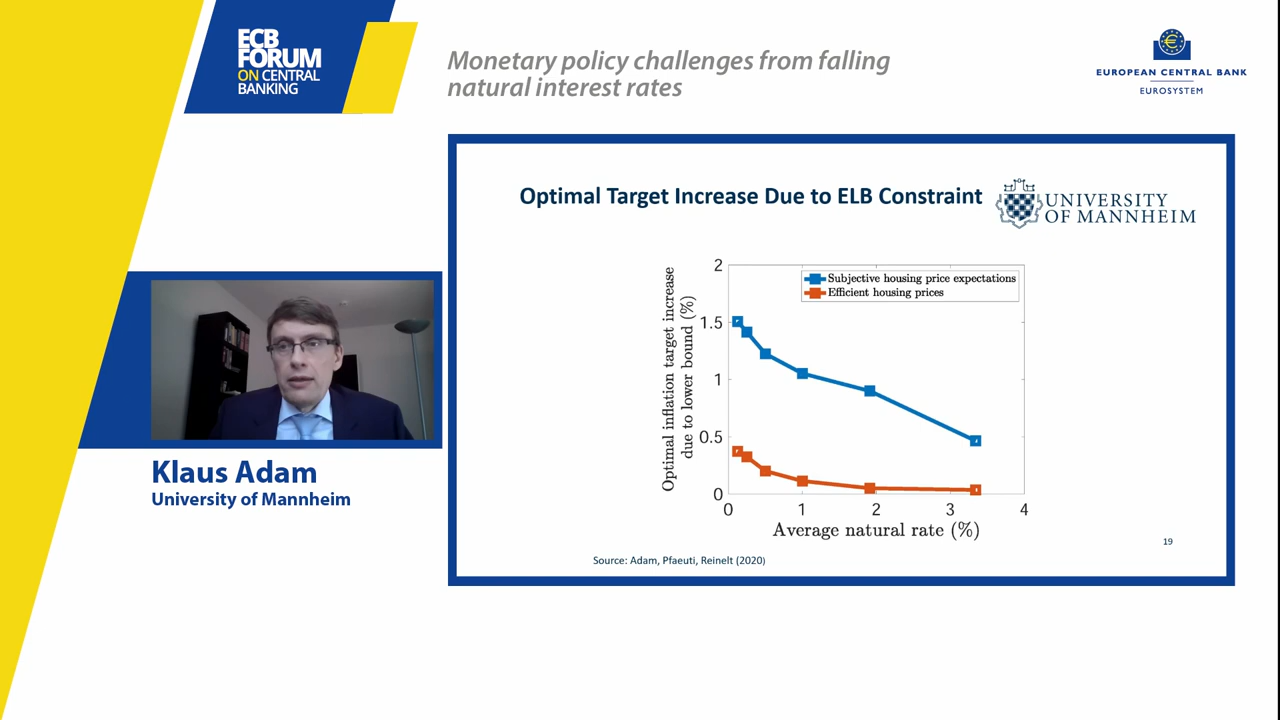 ECB
FORUM
ON CENTRAL
BANKING
Monetary policy challenges from falling
natural interest rates
EUROPEAN CENTRAL BANK
EUROSYSTEM
Optimal Target Increase Due to ELB Constraint
UNIVERSITY
OF MANNHEIM
Optimal inflation target increase
due to lower bound (%)
2
1.5
1
0.5
0
Subjective housing price expectations
Efficient housing prices
0 1 2 3 4
Average natural rate (%)
19
Source: Adam, Pfaeuti, Reinelt (2020)
Klaus Adam
University of Mannheim